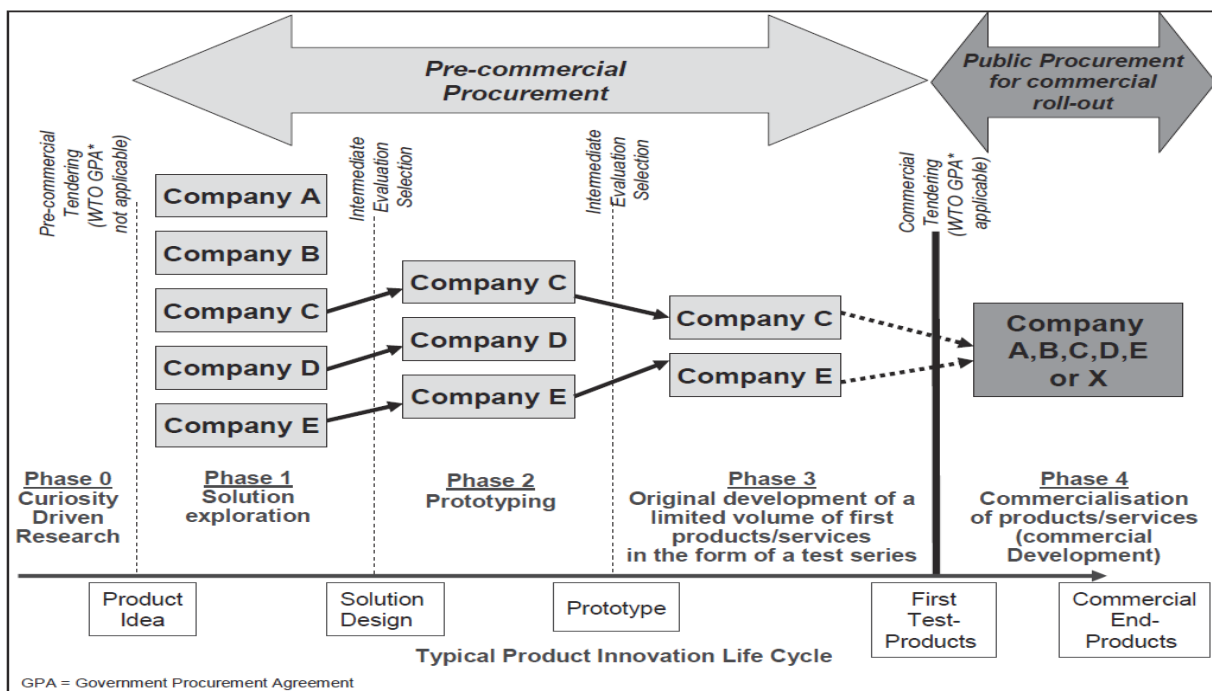 Pre-commercial
Procurement
Public Procurement
for commercial
roll-out
Pre-commercial
Tendering
(WTO GPA*
not applicable)
Intermediate
Evaluation
Selection
Intermediate
Evaluation
Selection
Commercial
Tendering
(WTO GPA*
applicable)
Company A
Company B
Company C
Company D
Company E
Company C
Company D
Company E
Company C
Company E
Company
A,B,C,D,E
or X
Phase 0
Curiosity
Driven
Research
Phase 1
Solution
exploration
Phase 2
Prototyping
Phase 3
Original development of a
limited volume of first
products/services
in the form of a test series
Phase 4
Commercialisation
of products/services
(commercial
Development)
Product
Idea
Solution
Design
Prototype
First
Test-
Products
Commercial
End-
Products
Typical Product Innovation Life Cycle
GPA = Government Procurement Agreement